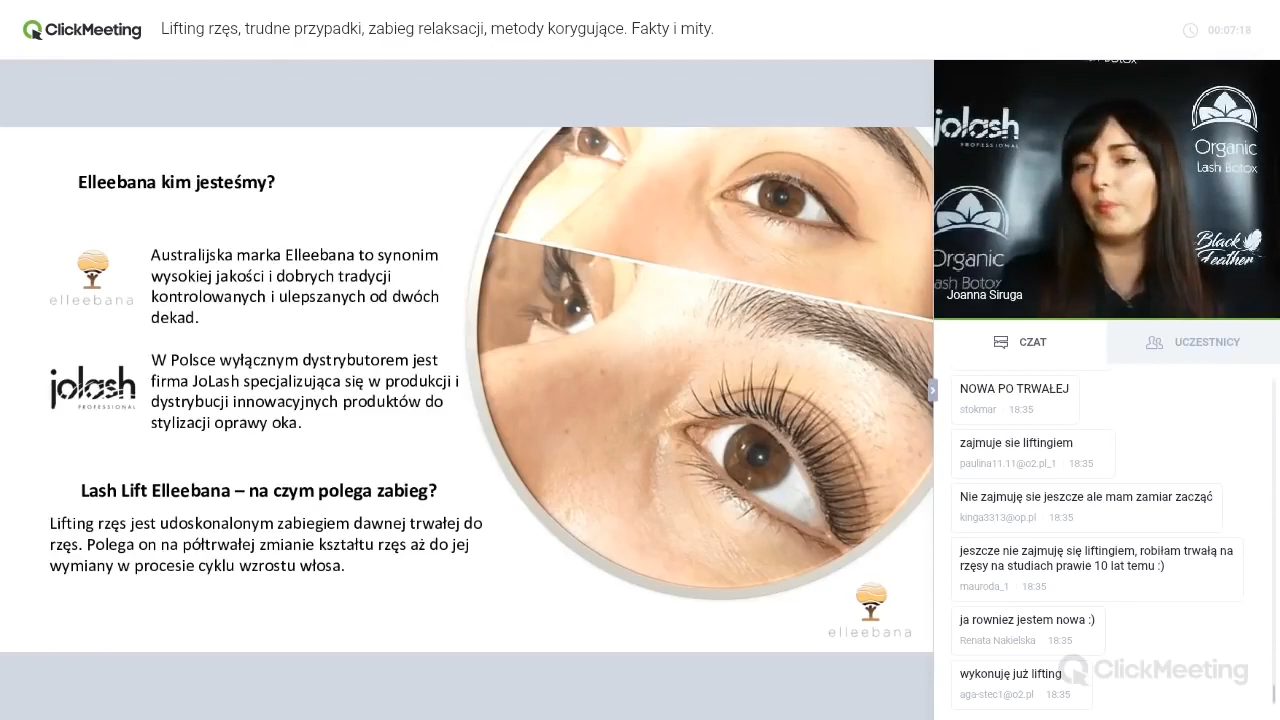 ClickMeeting
Lifting rzęs, trudne przypadki, zabieg relaksacji, metody korygujące. Fakty i mity.
00:07:18
Elleebana kim jesteśmy?
elleebana
Australijska marka Elleebana to synonim
wysokiej jakości i dobrych tradycji
kontrolowanych i ulepszanych od dwóch
dekad.
jolash
PROFESSIONAL
W Polsce wyłącznym dystrybutorem jest
firma JoLash specjalizująca się w produkcji i
dystrybucji innowacyjnych produktów do
stylizacji oprawy oka.
Lash Lift Elleebana – na czym polega zabieg?
Lifting rzęs jest udoskonalonym zabiegiem dawnej trwałej do
rzęs. Polega on na półtrwałej zmianie kształtu rzęs aż do jej
wymiany w procesie cyklu wzrostu włosa.
elleebana
jolash
PROFESSIONAL
Organic
Lash Botox
Organic
ash Botox
Black
Feather
Joanna Siruga
CZAT
UCZESTNICY
NOWA PO TRWAŁEJ
stokmar 18:35
zajmuje sie liftingiem
paulina11.11@o2.pl_1 18:35
Nie zajmuję sie jeszcze ale mam zamiar zacząć
kinga3313@op.pl 18:35
jeszcze nie zajmuję się liftingiem, robiłam trwałą na
rzęsy na studiach prawie 10 lat temu :)
mauroda_1 18:35
ja rowniez jestem nowa :)
Renata Nakielska 18:35
wykonuję już lifting
aga-stec1@o2.pl 18:35
ClickMeeting